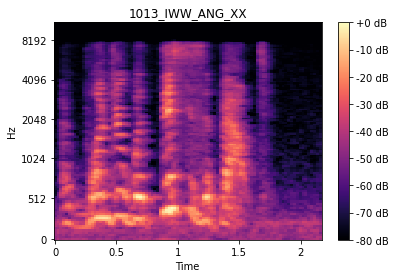 1013_IWW_ANG_XX
8192
4096
2048
1024
512
0
Hz
0
0.5
1
1.5
2
Time
+0 dB
-10 dB
-20 dB
-30 dB
-40 dB
-50 dB
-60 dB
-70 dB
-80 dB